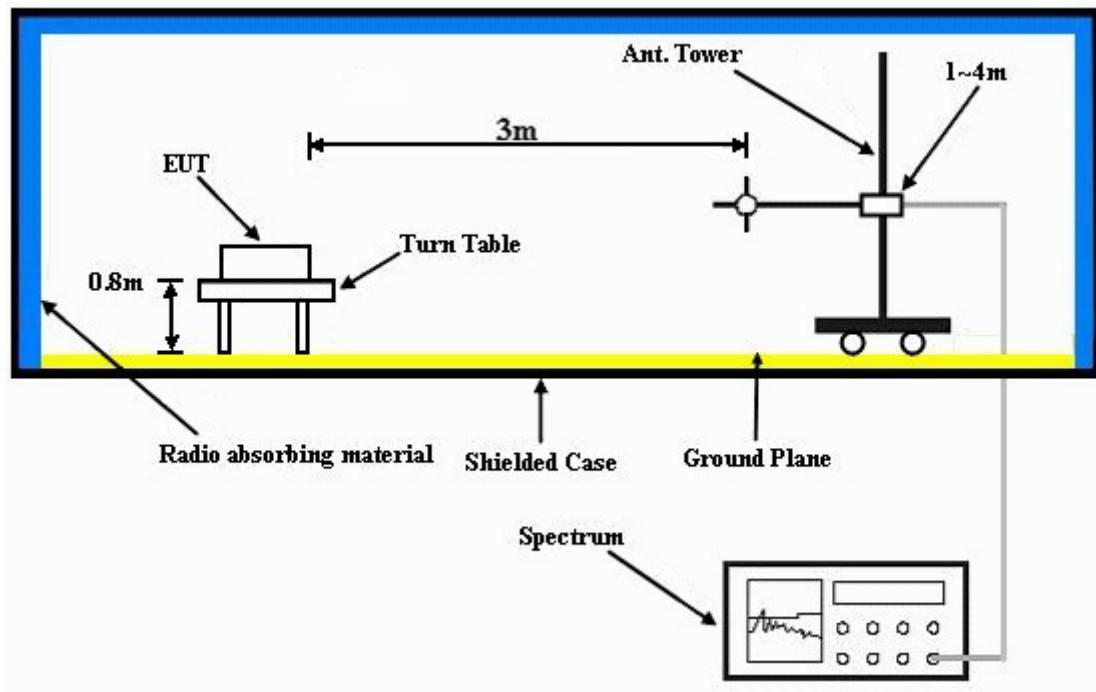 Ant. Tower
1~4m
3m
EUT
Turn Table
0.8m
Radio absorbing material
Shielded Case
Ground Plane
Spectrum